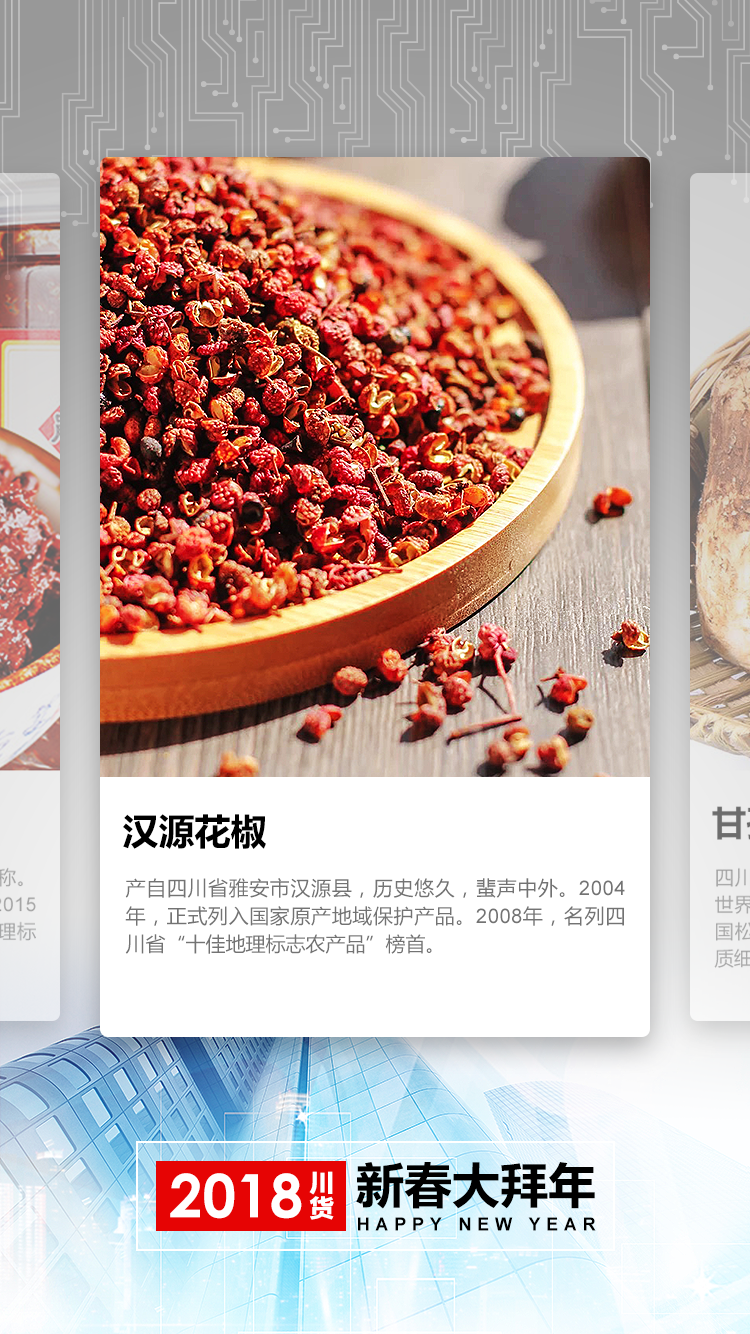 汉源花椒
产自四川省雅安市汉源县，历史悠久，蜚声中外。2004
年，正式列入国家原产地域保护产品。2008年，名列四
川省“十佳地理标志农产品”榜首。
称。
2015
理标
甘
四川
世界
国松
质细
2018川货
新春大拜年
HAPPY NEW YEAR